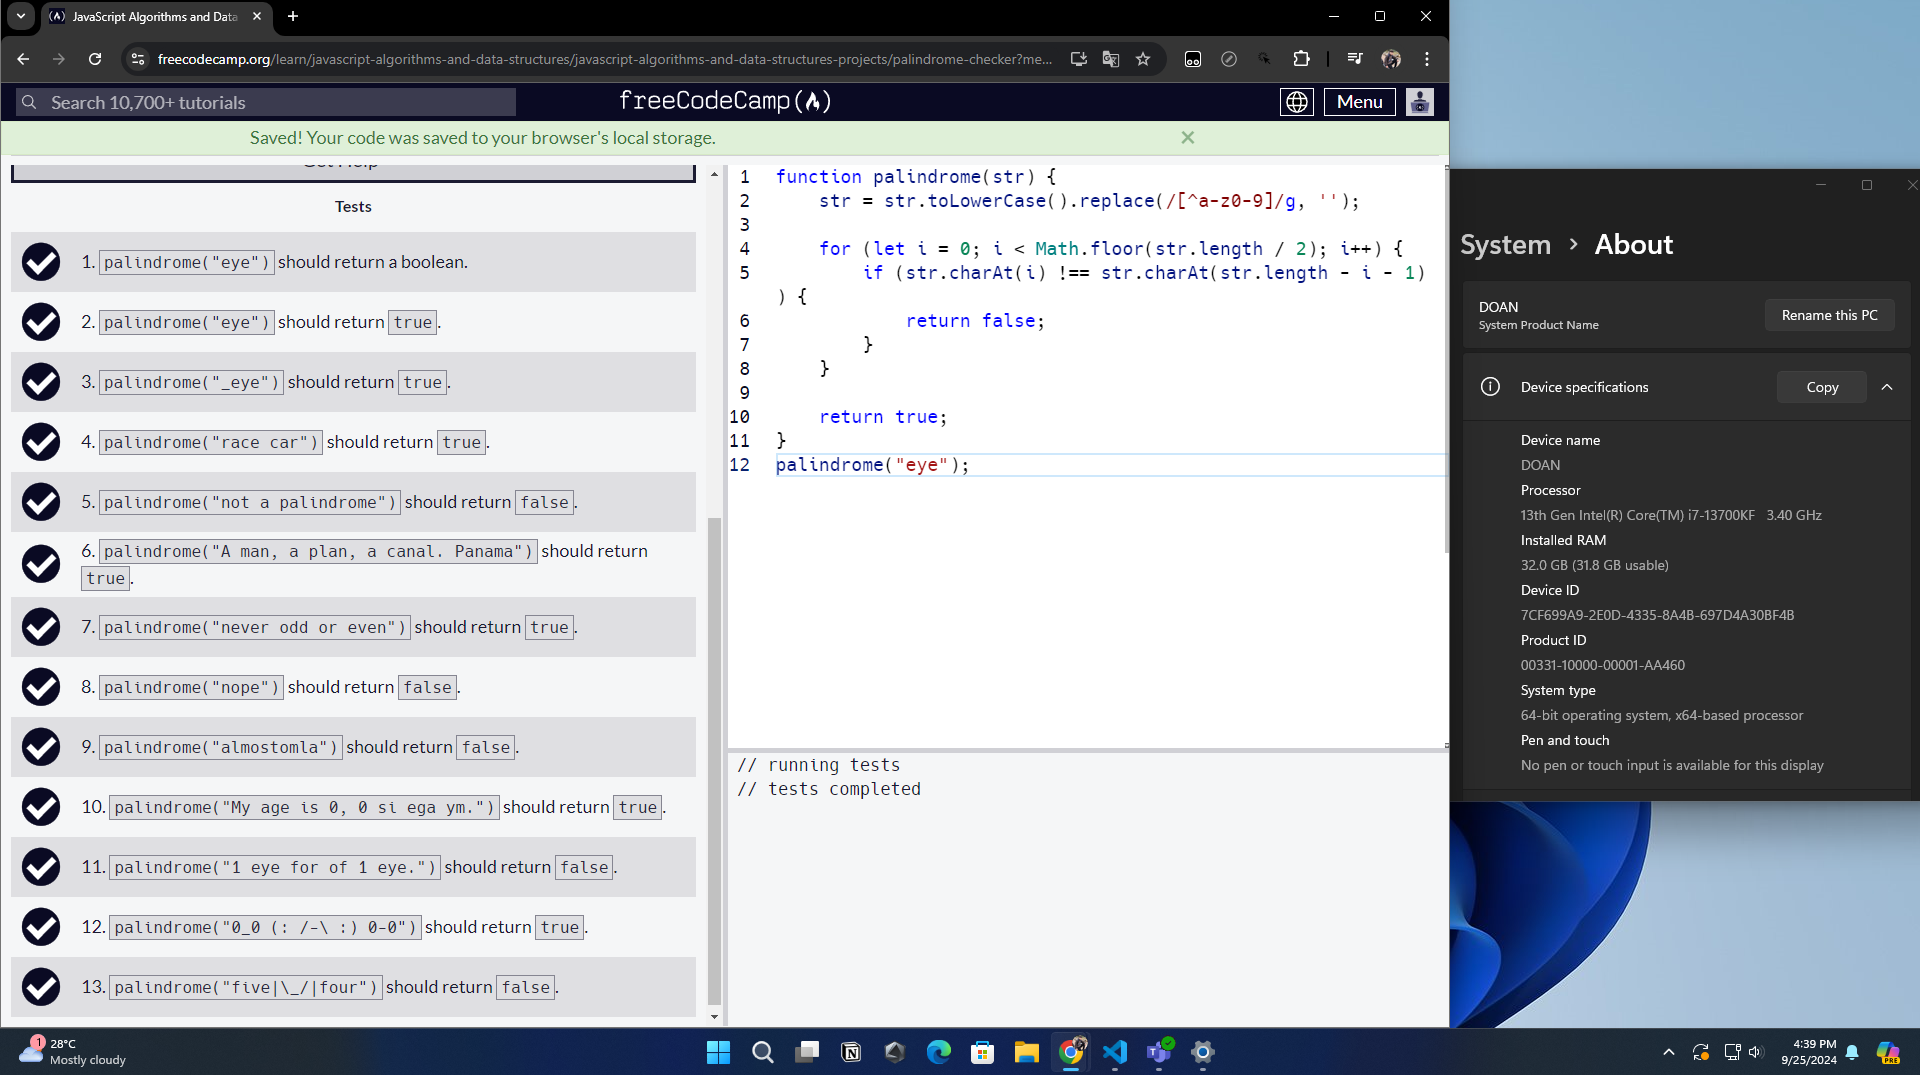 JavaScript Algorithms and Data
freecodecamp.org/learn/javascript-algorithms-and-data-structures/javascript-algorithms-and-data-structures-projects/palindrome-checker?me...
Search 10,700+ tutorials
freeCodeCamp(🔥)
Menu
Saved! Your code was saved to your browser's local storage.
Get Help
Tests
1. palindrome("eye") should return a boolean.
2. palindrome("eye") should return true.
3. palindrome("_eye") should return true.
4. palindrome("race car") should return true.
5. palindrome("not a palindrome") should return false.
6. palindrome("A man, a plan, a canal. Panama") should return
true.
7. palindrome("never odd or even") should return true.
8. palindrome("nope") should return false.
9. palindrome("almostomla") should return false.
10. palindrome("My age is 0, 0 si ega ym.") should return true.
11. palindrome("1 eye for of 1 eye.") should return false.
12. palindrome("0_0 (: /-\ :) 0-0") should return true.
13. palindrome("five|\_/|four") should return false.
1 function palindrome(str) {
2 str = str.toLowerCase().replace(/[^a-z0-9]/g, '');
3
4 for (let i = 0; i < Math.floor(str.length / 2); i++) {
5 if (str.charAt(i) !== str.charAt(str.length - i - 1)
) {
6 return false;
7 }
8 }
9
10 return true;
11 }
12 palindrome("eye");
// running tests
// tests completed
System > About
DOAN
System Product Name
Rename this PC
Device specifications
Copy
Device name
DOAN
Processor
13th Gen Intel(R) Core(TM) i7-13700KF 3.40 GHz
Installed RAM
32.0 GB (31.8 GB usable)
Device ID
7CF699A9-2E0D-4335-8A4B-697D4A30BF4B
Product ID
00331-10000-00001-AA460
System type
64-bit operating system, x64-based processor
Pen and touch
No pen or touch input is available for this display
1
28°C
Mostly cloudy
PRE
4:39 PM
9/25/2024